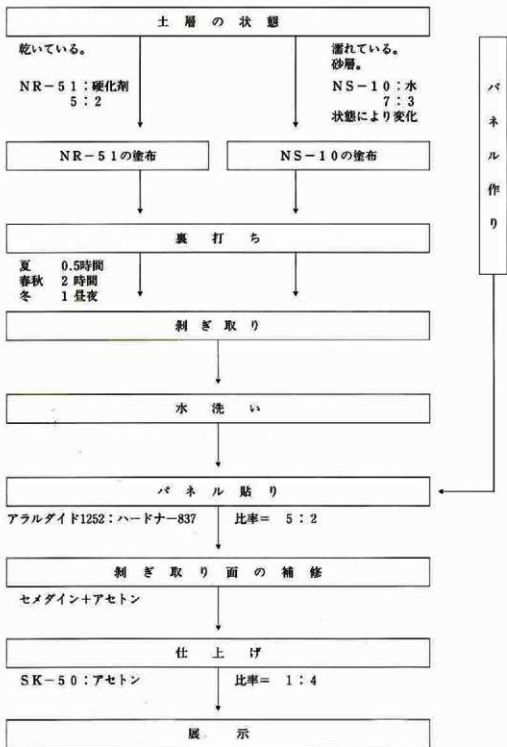 土層の状態
乾いている。
NR-51:硬化剤
5:2
濡れている。
砂層。
NS-10:水
7:3
状態により変化
パネル作り
NR-51の塗布
NS-10の塗布
裏打ち
夏 0.5時間
春秋 2時間
冬 1昼夜
剝ぎ取り
水洗い
パネル貼り
アラルダイド1252:ハードナー837 比率= 5:2
剝ぎ取り面の補修
セメダイン+アセトン
仕上げ
SK-50:アセトン 比率= 1:4
展示